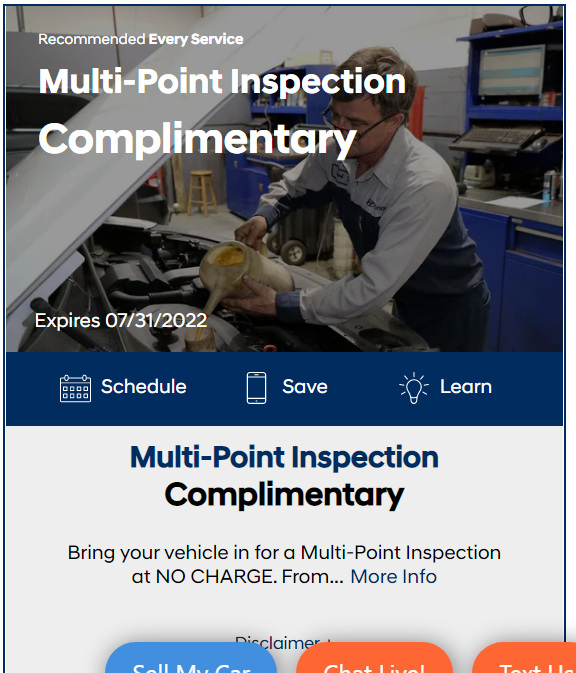 Recommended Every Service
Multi-Point Inspection
Complimentary
Expires 07/31/2022
Schedule
Save
Learn
Multi-Point Inspection
Complimentary
Bring your vehicle in for a Multi-Point Inspection
at NO CHARGE. From... More Info
Disclaimer +
Sell My Car
Chat Live!
Text Us